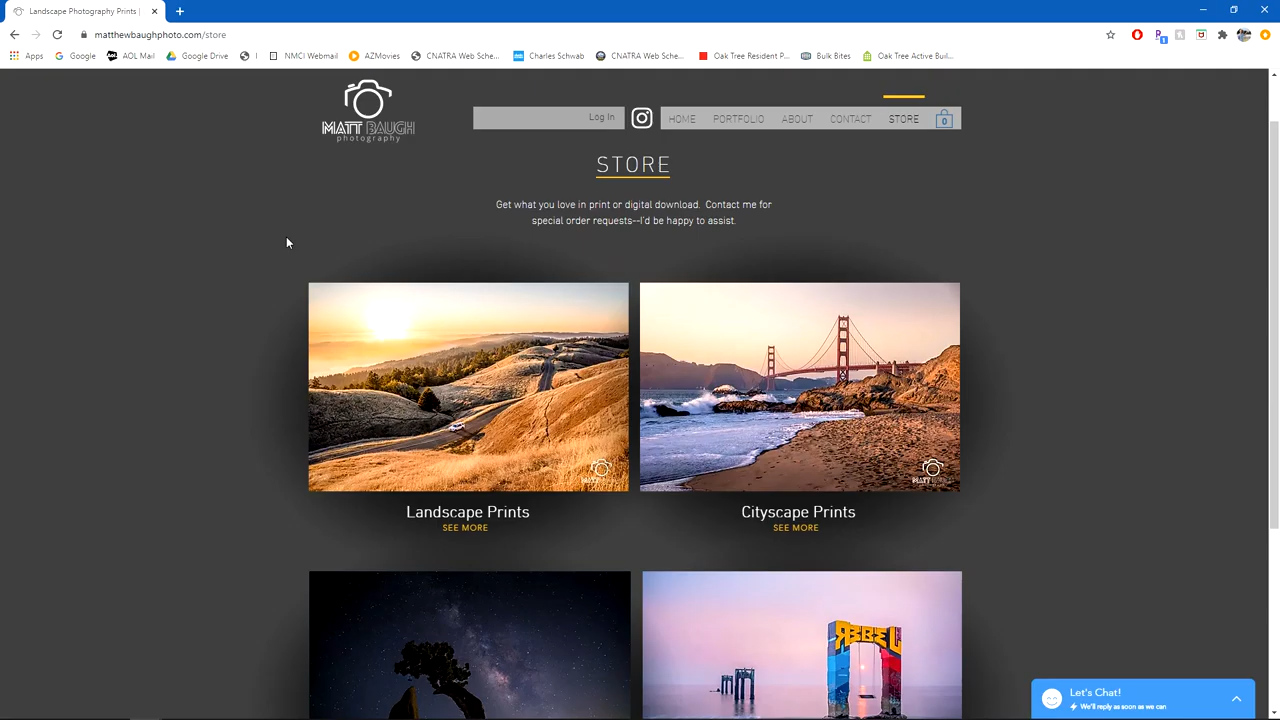 Landscape Photography Prints |
matthewbaughphoto.com/store
Apps
Google
AOL Mail
Google Drive
I
NMCI Webmail
AZMovies
CNATRA Web Sche...
Charles Schwab
CNATRA Web Sche...
Oak Tree Resident P...
Bulk Bites
Oak Tree Active Buil...
MATT BAUGH
photography
Log In
HOME PORTFOLIO ABOUT CONTACT STORE 0
STORE
Get what you love in print or digital download. Contact me for
special order requests--I'd be happy to assist.
Landscape Prints
SEE MORE
Cityscape Prints
SEE MORE
REBEL
Let's Chat!
We'll reply as soon as we can